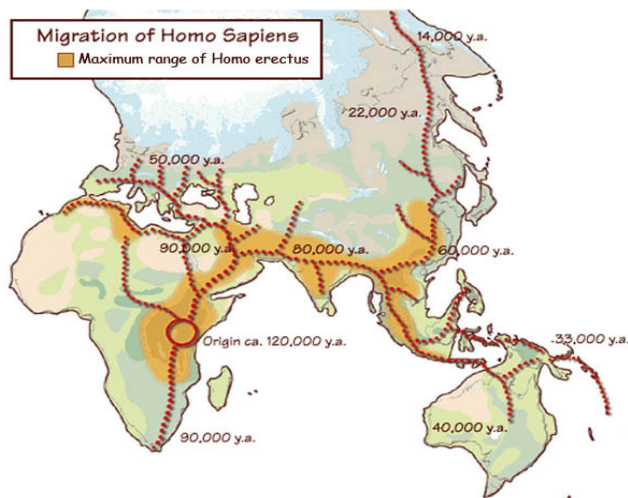 Migration of Homo Sapiens
Maximum range of Homo erectus
14,000 y.a.
22,000 y.a.
50,000 y.a.
90,000 y.a.
80,000 y.a.
60,000 y.a.
Origin ca. 120,000 y.a.
33,000 y.a.
40,000 y.a.
90,000 y.a.